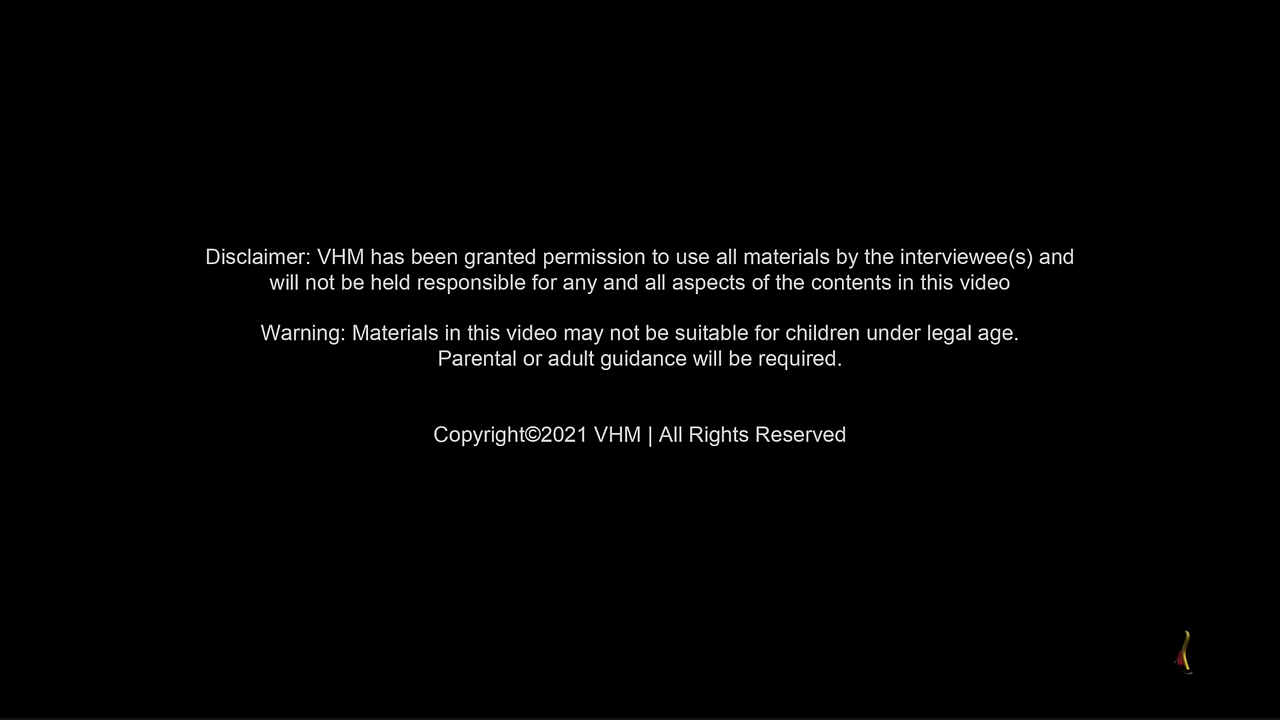 Disclaimer: VHM has been granted permission to use all materials by the interviewee(s) and
will not be held responsible for any and all aspects of the contents in this video
Warning: Materials in this video may not be suitable for children under legal age.
Parental or adult guidance will be required.
Copyright©2021 VHM | All Rights Reserved